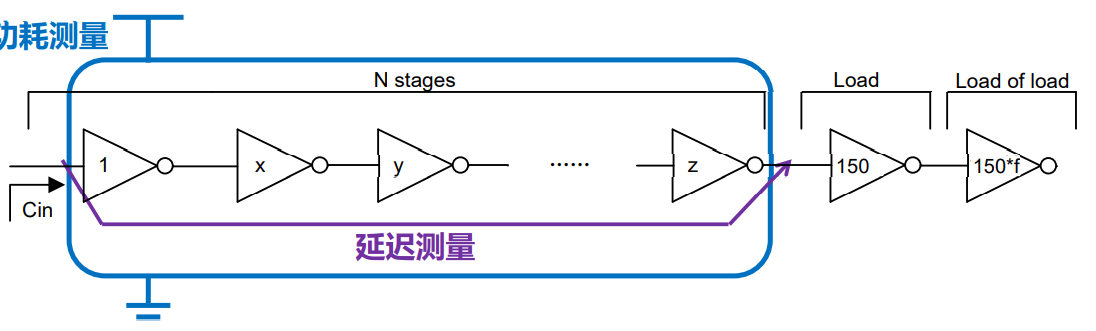 功耗测量
N stages
Load
Load of load
1
x
y
......
z
150
150*f
Cin
延迟测量